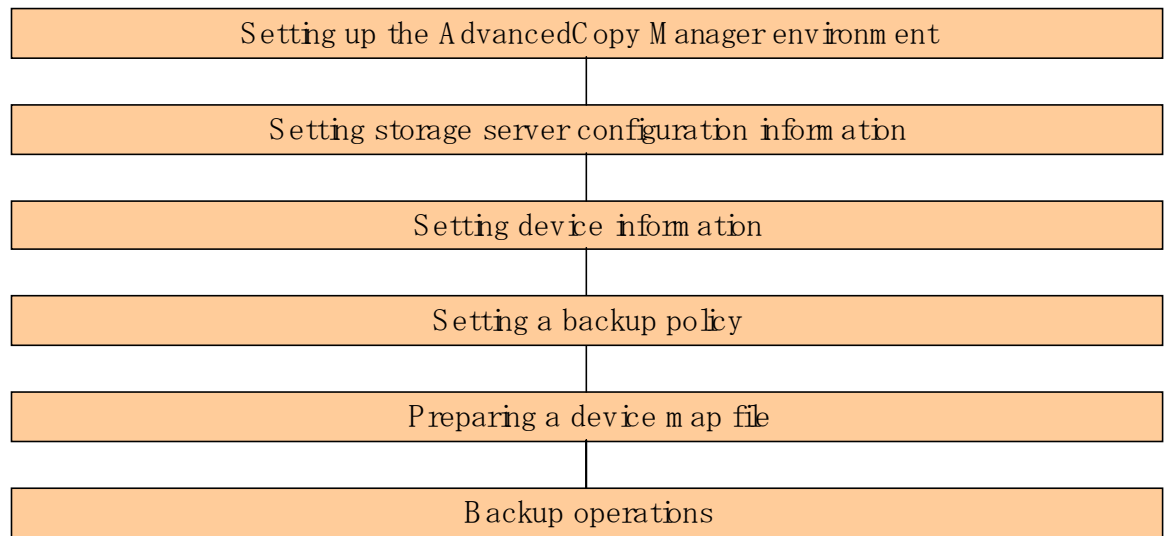 Setting up the AdvancedCopy Manager environment
Setting storage server configuration information
Setting device information
Setting a backup policy
Preparing a device map file
Backup operations